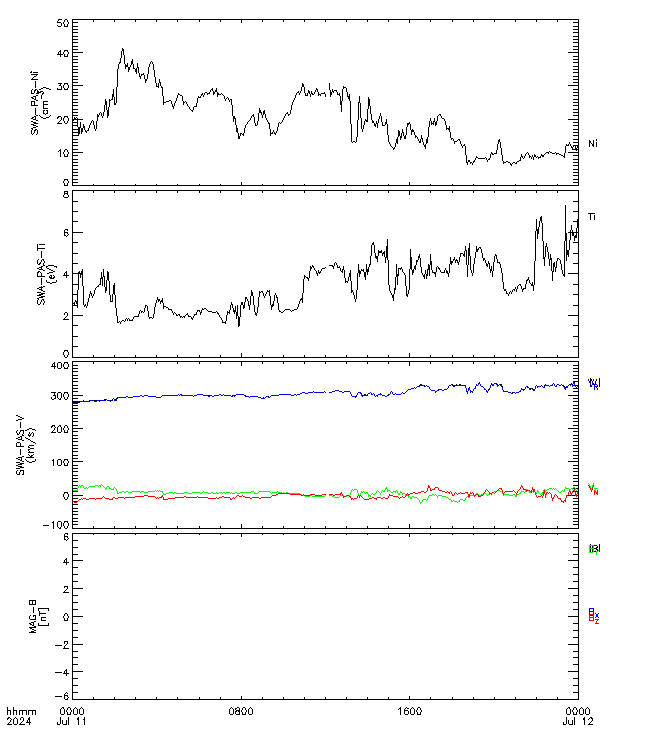 50
40
30
20
10
0
SWA-PAS-Ni
(cm⁻³)
Ni
8
6
4
2
0
SWA-PAS-Ti
(eV)
Ti
400
300
200
100
0
-100
SWA-PAS-V
(km/s)
6
4
2
0
-2
-4
-6
MAG-B
[nT]
|B|
hhmm 0000 0800 1600 0000
2024 Jul 11 Jul 12